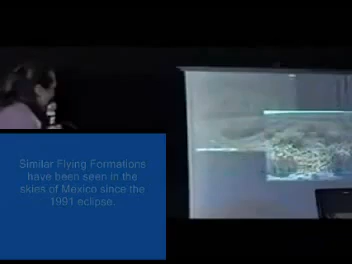 Similar Flying Formations
have been seen in the
skies of Mexico since the
1991 eclipse.